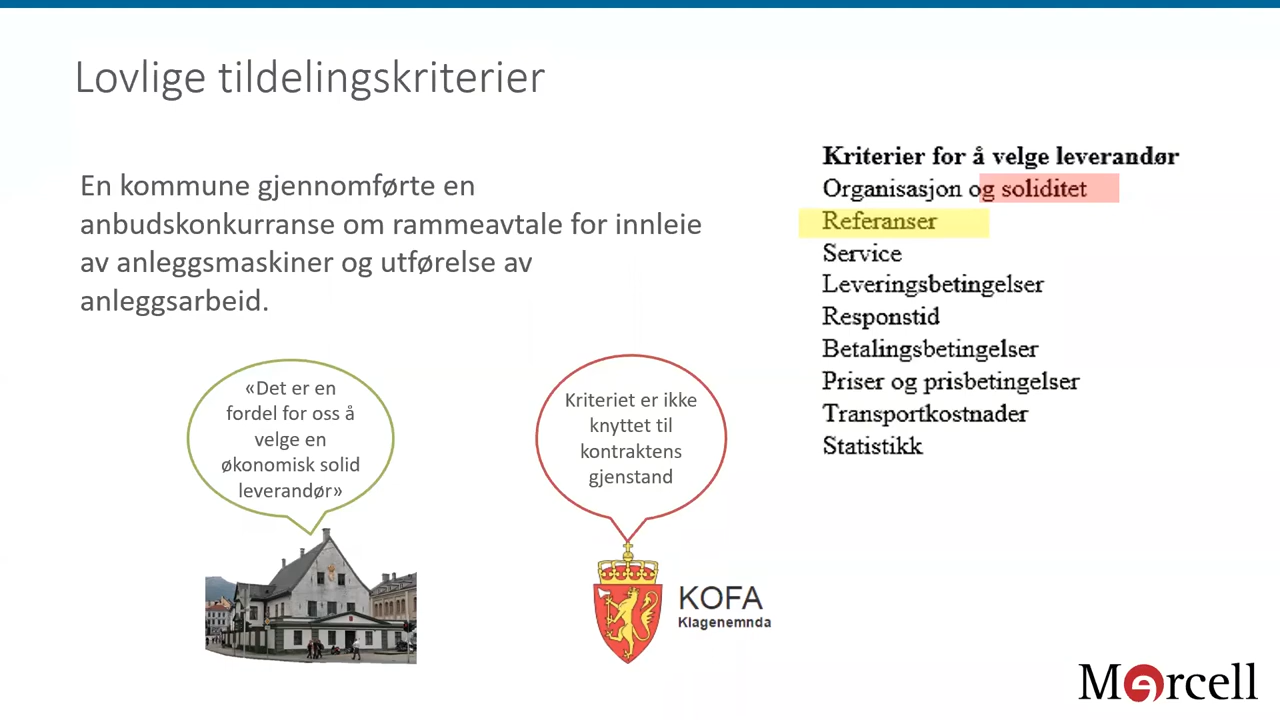 Lovlige tildelingskriterier
En kommune gjennomførte en
anbudskonkurranse om rammeavtale for innleie
av anleggsmaskiner og utførelse av
anleggsarbeid.
Kriterier for å velge leverandør
Organisasjon og soliditet
Referanser
Service
Leveringsbetingelser
Responstid
Betalingsbetingelser
Priser og prisbetingelser
Transportkostnader
Statistikk
«Det er en
fordel for oss å
velge en
økonomisk solid
leverandør»
Kriteriet er ikke
knyttet til
kontraktens
gjenstand
KOFA
Klagenemnda
Mercell